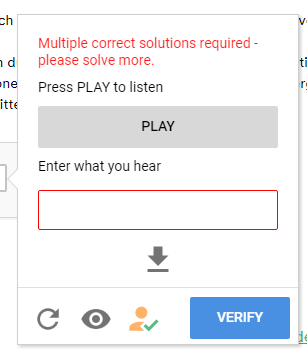 Multiple correct solutions required -
please solve more.
Press PLAY to listen
PLAY
Enter what you hear
VERIFY